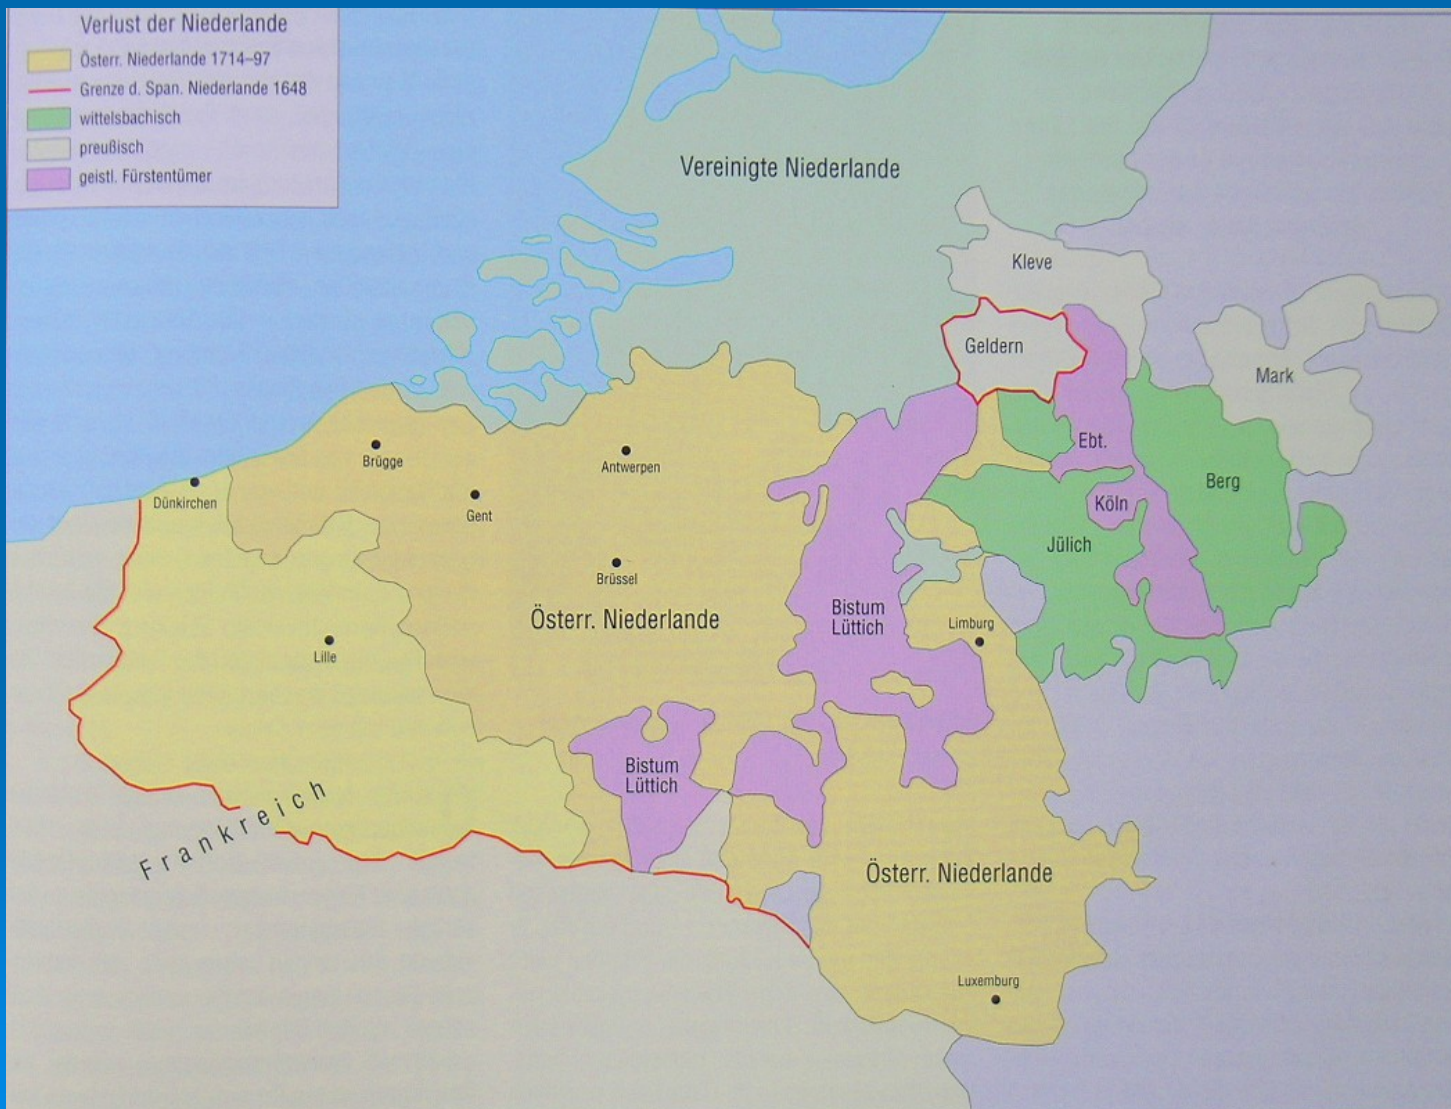 Verlust der Niederlande
Österr. Niederlande 1714–97
Grenze d. Span. Niederlande 1648
wittelsbachisch
preußisch
geistl. Fürstentümer
Vereinigte Niederlande
Kleve
Geldern
Mark
Ebt.
Köln
Berg
Jülich
Brügge
Antwerpen
Dünkirchen
Gent
Brüssel
Österr. Niederlande
Bistum
Lüttich
Limburg
Lille
Bistum
Lüttich
Frankreich
Österr. Niederlande
Luxemburg